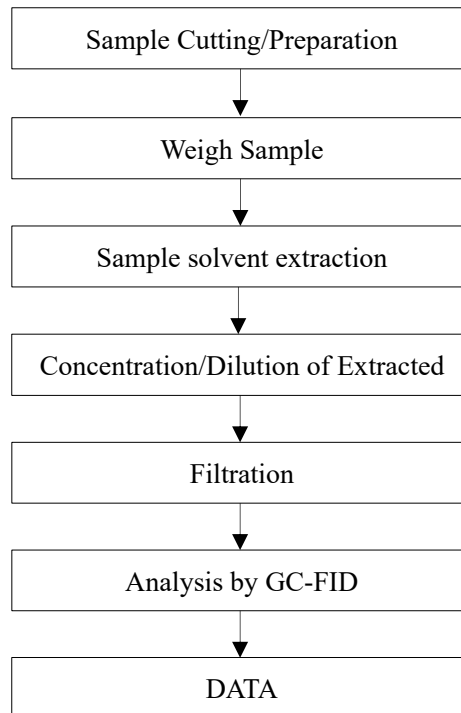 Sample Cutting/Preparation
Weigh Sample
Sample solvent extraction
Concentration/Dilution of Extracted
Filtration
Analysis by GC-FID
DATA